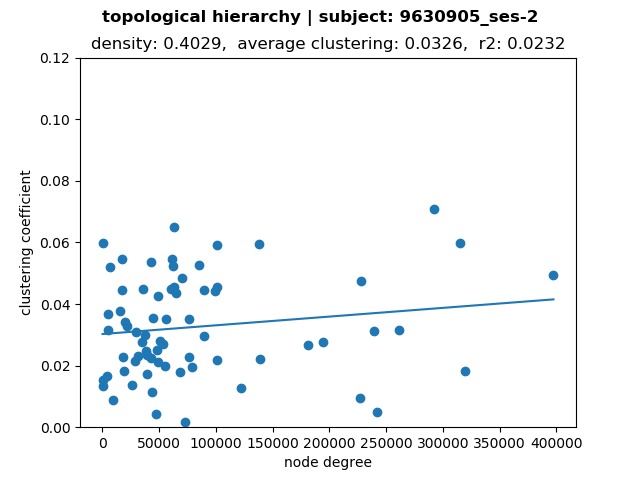 topological hierarchy | subject: 9630905_ses-2
density: 0.4029,  average clustering: 0.0326,  r2: 0.0232
0.12
0.10
0.08
0.06
0.04
0.02
0.00
clustering coefficient
0 50000 100000 150000 200000 250000 300000 350000 400000
node degree